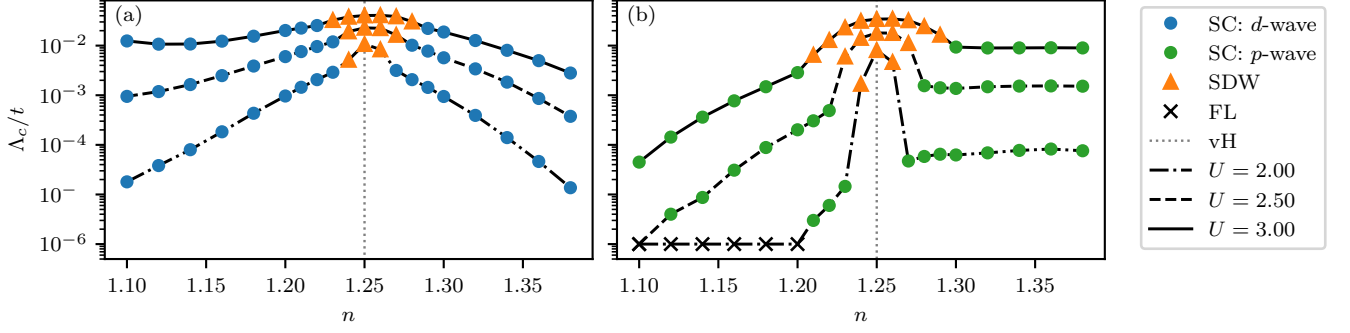 (a)
(b)
Λ_c/t
10⁻²
10⁻³
10⁻⁴
10⁻⁵
10⁻⁶
1.10 1.15 1.20 1.25 1.30 1.35
n
1.10 1.15 1.20 1.25 1.30 1.35
n
SC: d-wave
SC: p-wave
SDW
FL
vH
U = 2.00
U = 2.50
U = 3.00